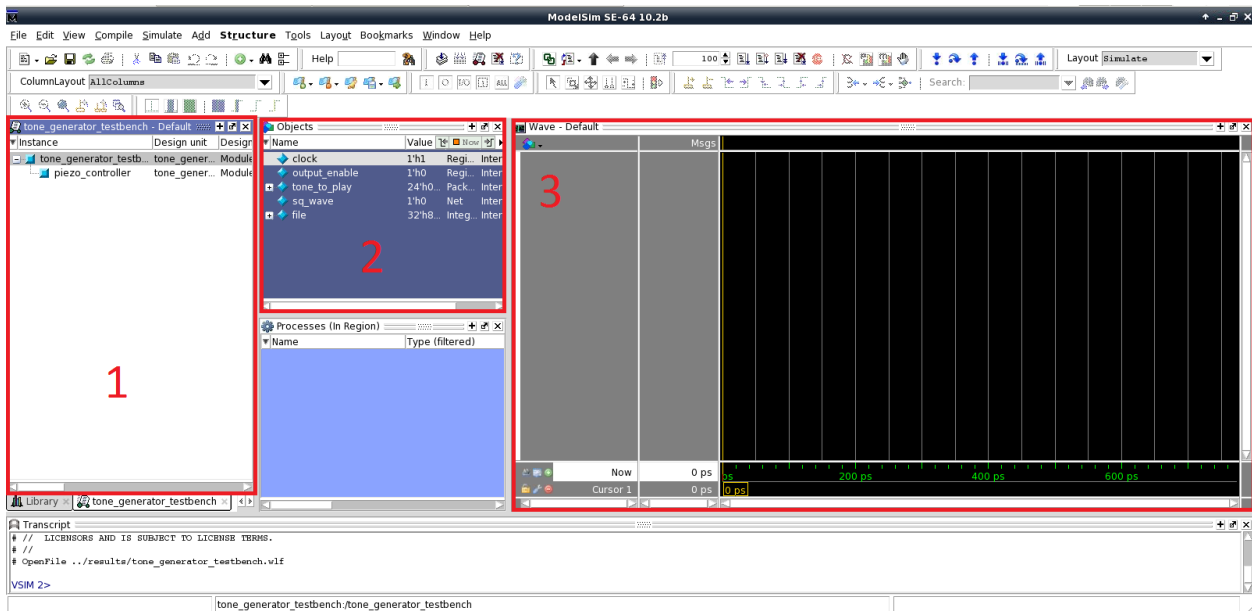 ModelSim SE-64 10.2b
File Edit View Compile Simulate Add Structure Tools Layout Bookmarks Window Help
Help 100 Layout Simulate
ColumnLayout AllColumns Search:
tone_generator_testbench - Default
Instance Design unit Design
tone_generator_testb... tone_gener... Module
piezo_controller tone_gener... Module
1
Library tone_generator_testbench
Objects
Name Value Now
clock 1'h1 Regi... Inter
output_enable 1'h0 Regi... Inter
tone_to_play 24'h0... Pack... Inter
sq_wave 1'h0 Net Inter
file 32'h8... Integ... Inter
2
Processes (In Region)
Name Type (filtered)
Wave - Default
Msgs
3
Now 0 ps
Cursor 1 0 ps
ps 200 ps 400 ps 600 ps
0 ps
Transcript
# // LICENSORS AND IS SUBJECT TO LICENSE TERMS.
# //
# OpenFile ../results/tone_generator_testbench.wlf
VSIM 2>
tone_generator_testbench:/tone_generator_testbench